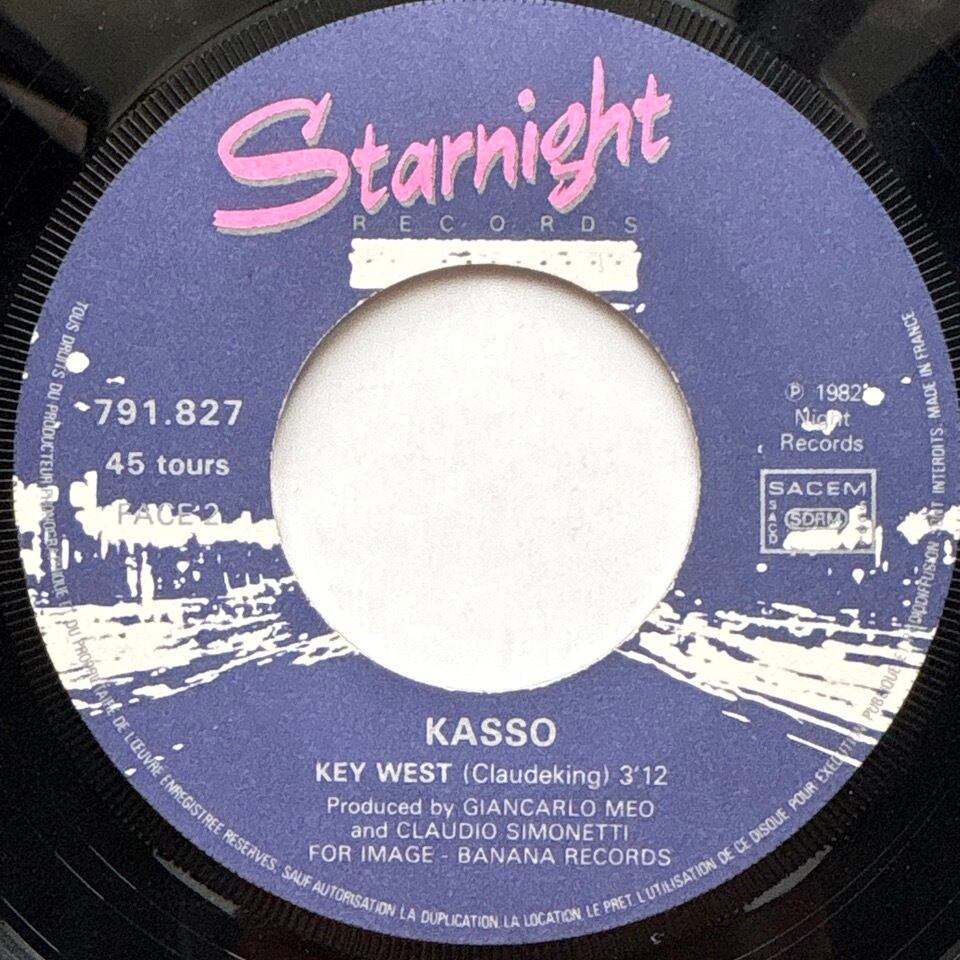 Starnight
RECORDS
791.827
45 tours
FACE 2
℗ 1982
Night
Records
SACEM
SACD
SDRM
KASSO
KEY WEST (Claudeking) 3'12
Produced by GIANCARLO MEO
and CLAUDIO SIMONETTI
FOR IMAGE - BANANA RECORDS
TOUS DROITS DU PRODUCTEUR PHONOGRAPHIQUE ET DU PROPRIETAIRE DE L'ŒUVRE ENREGISTREE RESERVES, SAUF AUTORISATION LA DUPLICATION, LA LOCATION, LE PRET, L'UTILISATION DE CE DISQUE POUR EXECUTION PUBLIQUE ET RADIODIFFUSION SONT INTERDITS. MADE IN FRANCE